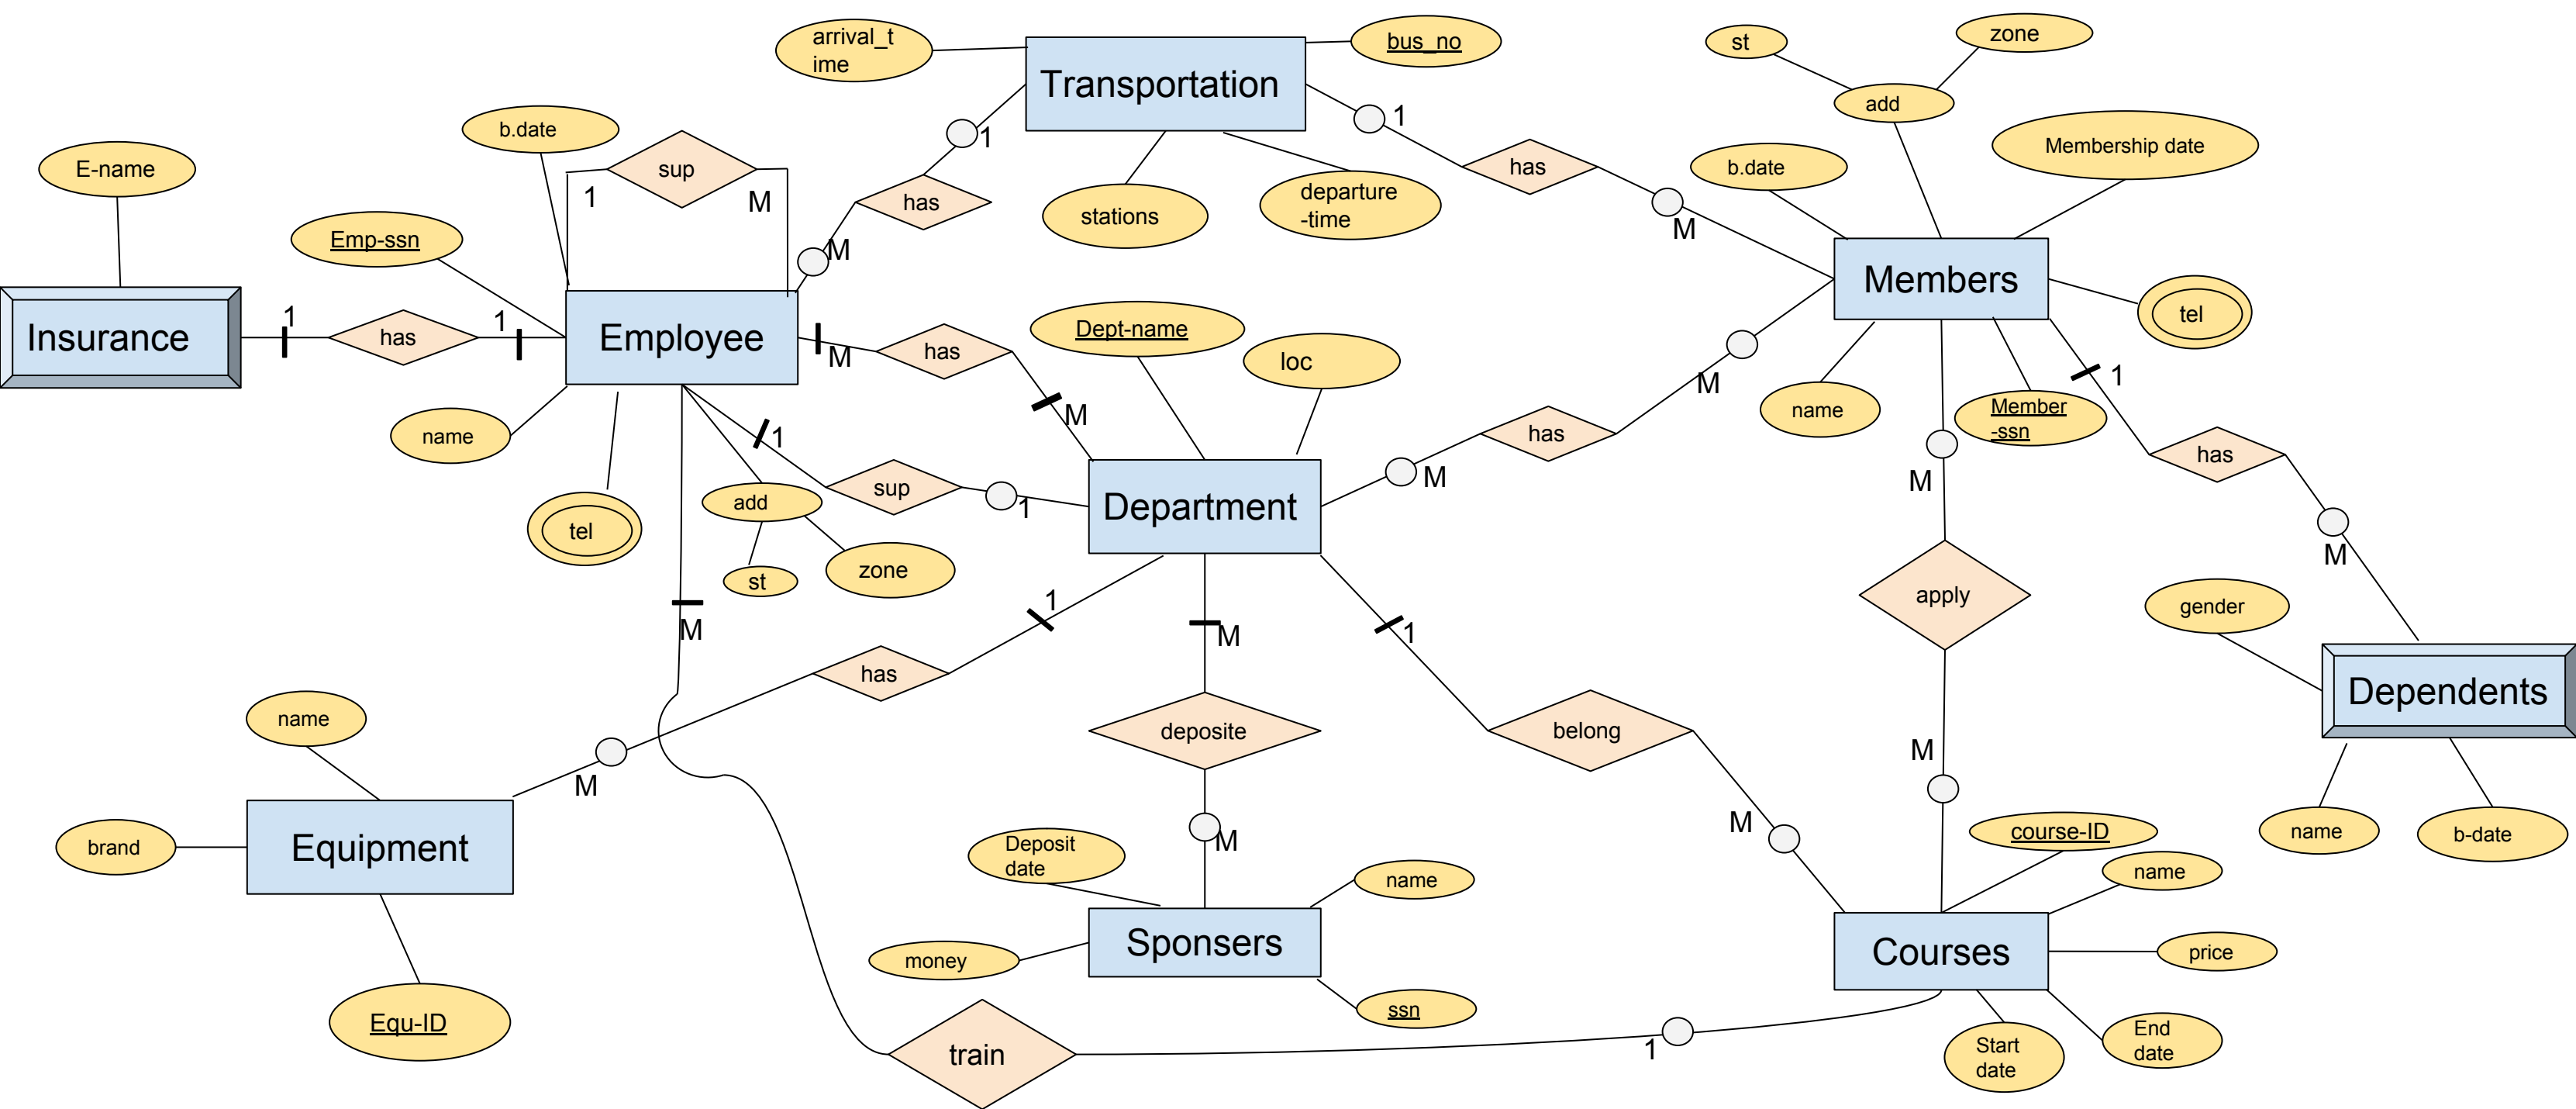 arrival_t
ime
Transportation
bus_no
st
zone
add
Membership date
b.date
E-name
b.date
sup
1
M
has
1
M
stations
departure
-time
1
has
M
Emp-ssn
Insurance
1
has
1
Employee
M
has
M
Dept-name
loc
Members
tel
name
Member
-ssn
1
has
M
name
tel
add
st
zone
1
sup
1
Department
M
has
M
M
apply
M
gender
Dependents
name
b-date
M
1
has
M
M
deposite
M
1
belong
M
name
brand
Equipment
Equ-ID
Deposit
date
name
money
Sponsers
ssn
course-ID
name
Courses
price
Start
date
End
date
train
1